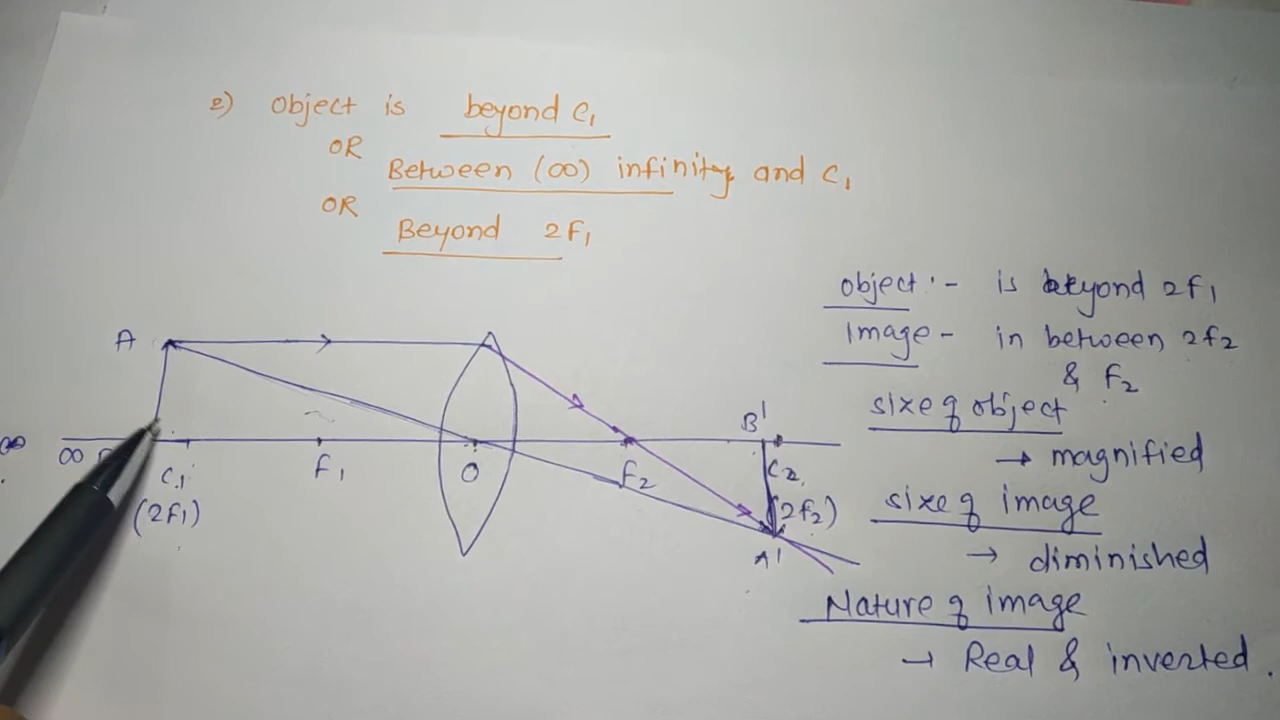 2) Object is beyond C₁
OR
Between (∞) infinity and C₁
OR
Beyond 2F₁
object :- is beyond 2F₁
Image - in between 2F₂
& F₂
size of object
→ magnified
size of image
→ diminished
Nature of image
→ Real & inverted.
A
B'
∞ ∞
C₁
F₁
O
F₂
C₂
(2F₁)
(2F₂)
A'